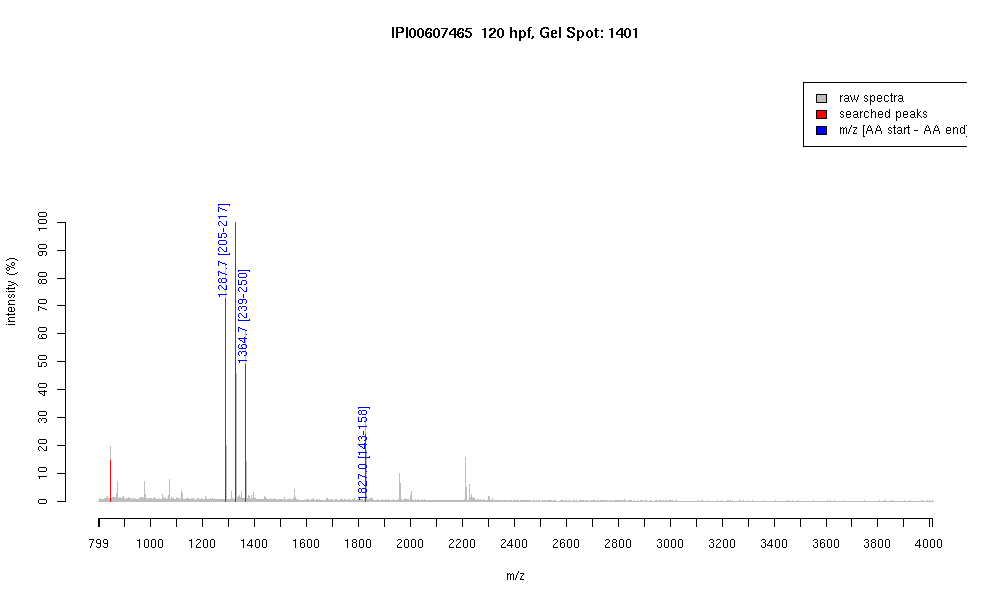 IPI00607465 120 hpf, Gel Spot: 1401
raw spectra
searched peaks
m/z [AA start - AA end]
intensity (%)
100
90
80
70
60
50
40
30
20
10
0
1287.7 [205-217]
1364.7 [239-250]
1827.0 [143-158]
799 1000 1200 1400 1600 1800 2000 2200 2400 2600 2800 3000 3200 3400 3600 3800 4000
m/z